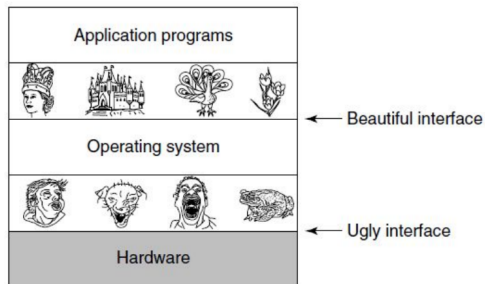 Application programs
Beautiful interface
Operating system
Ugly interface
Hardware